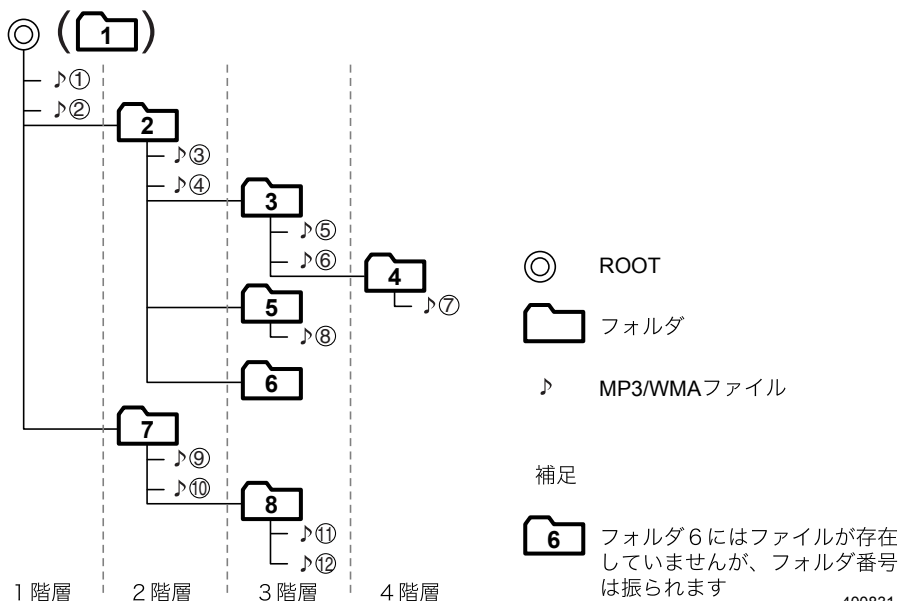 (1)
♪①
♪②
2
♪③
♪④
3
♪⑤
♪⑥
4
♪⑦
5
♪⑧
6
7
♪⑨
♪⑩
8
♪⑪
♪⑫
1階層 2階層 3階層 4階層
ROOT
フォルダ
♪ MP3/WMAファイル
補足
6 フォルダ6にはファイルが存在
していませんが、フォルダ番号
は振られます